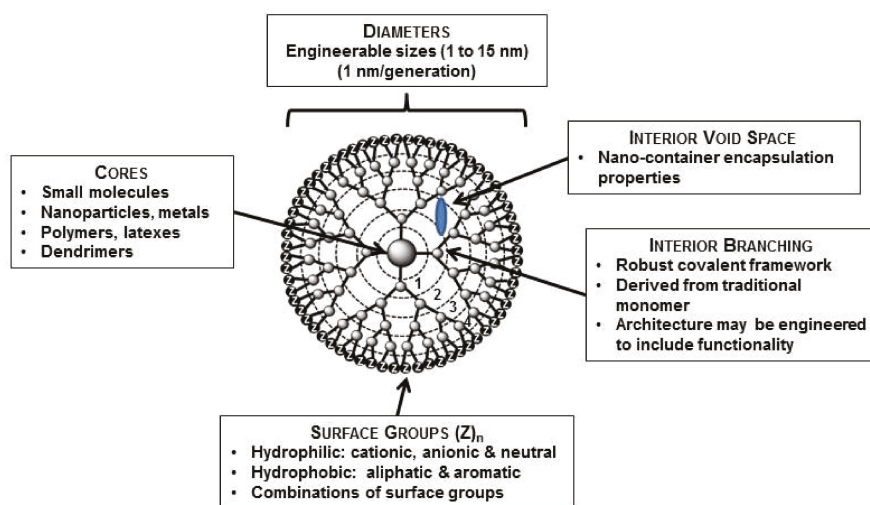 DIAMETERS
Engineerable sizes (1 to 15 nm)
(1 nm/generation)
INTERIOR VOID SPACE
• Nano-container encapsulation
properties
CORES
• Small molecules
• Nanoparticles, metals
• Polymers, latexes
• Dendrimers
INTERIOR BRANCHING
• Robust covalent framework
• Derived from traditional
monomer
• Architecture may be engineered
to include functionality
1
2
3
SURFACE GROUPS (Z)n
• Hydrophilic: cationic, anionic & neutral
• Hydrophobic: aliphatic & aromatic
• Combinations of surface groups